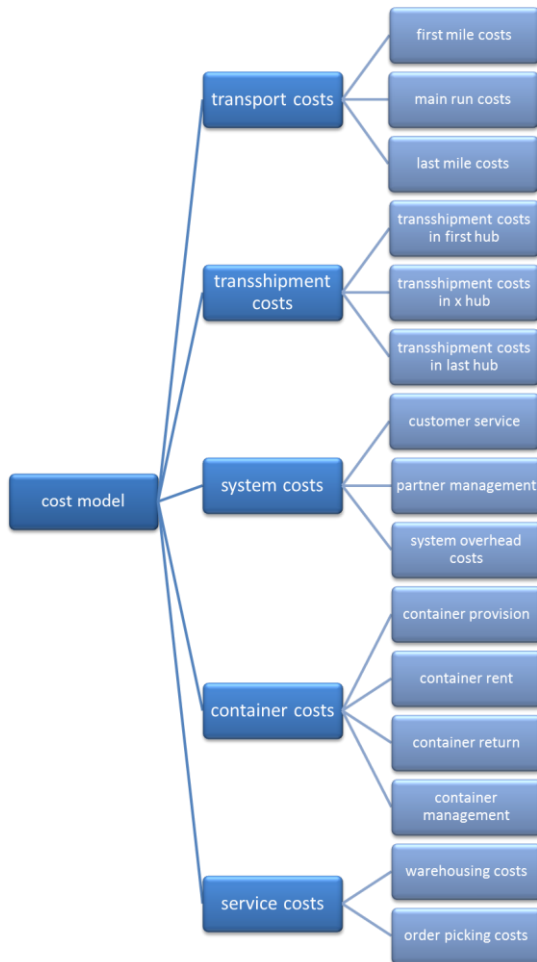 first mile costs
transport costs
main run costs
last mile costs
transshipment costs
in first hub
transshipment
costs
transshipment costs
in x hub
transshipment costs
in last hub
customer service
cost model
system costs
partner management
system overhead
costs
container provision
container rent
container costs
container return
container
management
warehousing costs
service costs
order picking costs